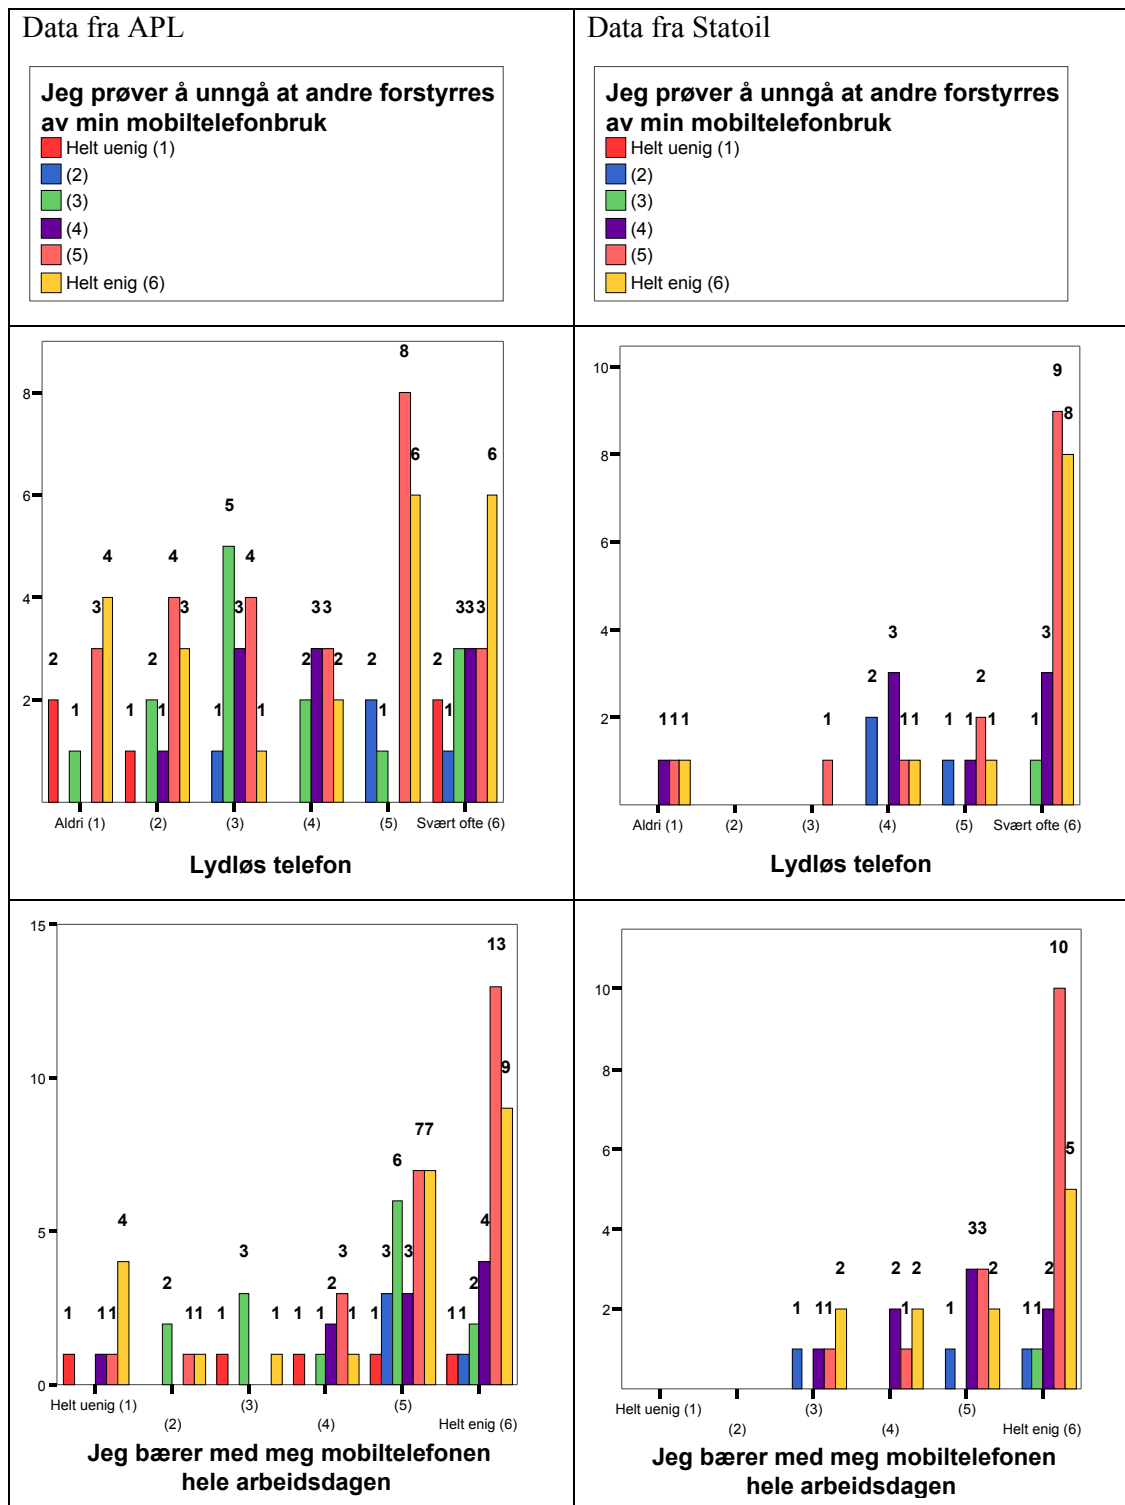 Data fra APL
Jeg prøver å unngå at andre forstyrres
av min mobiltelefonbruk
Helt uenig (1)
(2)
(3)
(4)
(5)
Helt enig (6)
Data fra Statoil
Jeg prøver å unngå at andre forstyrres
av min mobiltelefonbruk
Helt uenig (1)
(2)
(3)
(4)
(5)
Helt enig (6)
8
6
4
2
2 1 3 4 1 2 1 4 3 1 5 3 4 1 2 3 3 2 2 1 8 6 2 1 3 3 3 6
Aldri (1) (2) (3) (4) (5) Svært ofte (6)
Lydløs telefon
10
8
6
4
2
1 1 1 1 2 3 1 1 1 1 2 1 1 3 9 8
Aldri (1) (2) (3) (4) (5) Svært ofte (6)
Lydløs telefon
15
10
5
0
1 1 1 4 2 1 1 1 3 1 1 1 2 3 1 1 3 6 3 7 7 1 1 2 4 13 9
Helt uenig (1) (2) (3) (4) (5) Helt enig (6)
Jeg bærer med meg mobiltelefonen
hele arbeidsdagen
10
8
6
4
2
1 1 1 2 2 1 2 1 3 3 2 1 1 2 10 5
Helt uenig (1) (2) (3) (4) (5) Helt enig (6)
Jeg bærer med meg mobiltelefonen
hele arbeidsdagen